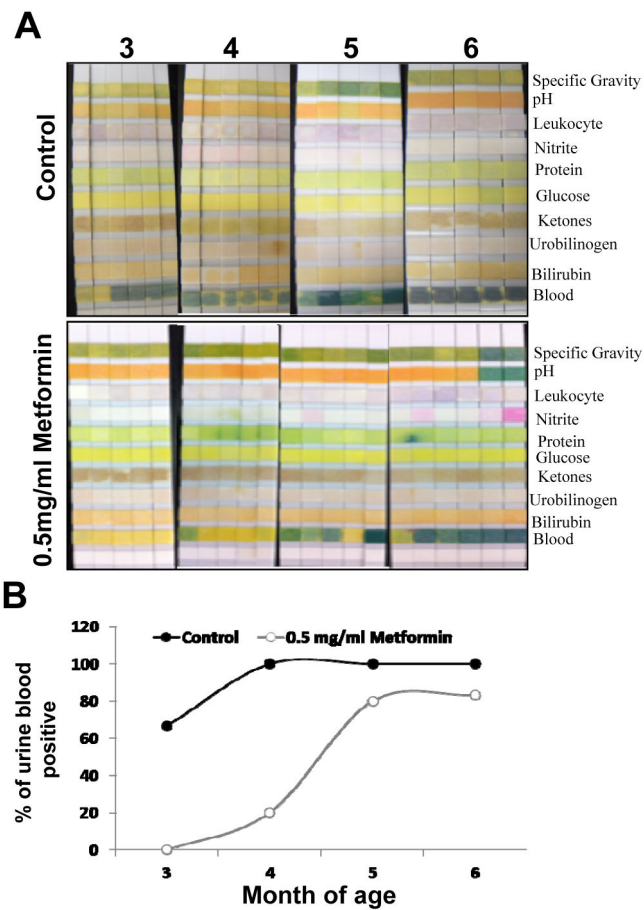 A
3 4 5 6
Control
Specific Gravity
pH
Leukocyte
Nitrite
Protein
Glucose
Ketones
Urobilinogen
Bilirubin
Blood
0.5mg/ml Metformin
Specific Gravity
pH
Leukocyte
Nitrite
Protein
Glucose
Ketones
Urobilinogen
Bilirubin
Blood
B
% of urine blood
positive
120
100
80
60
40
20
0
Control 0.5 mg/ml Metformin
3 4 5 6
Month of age